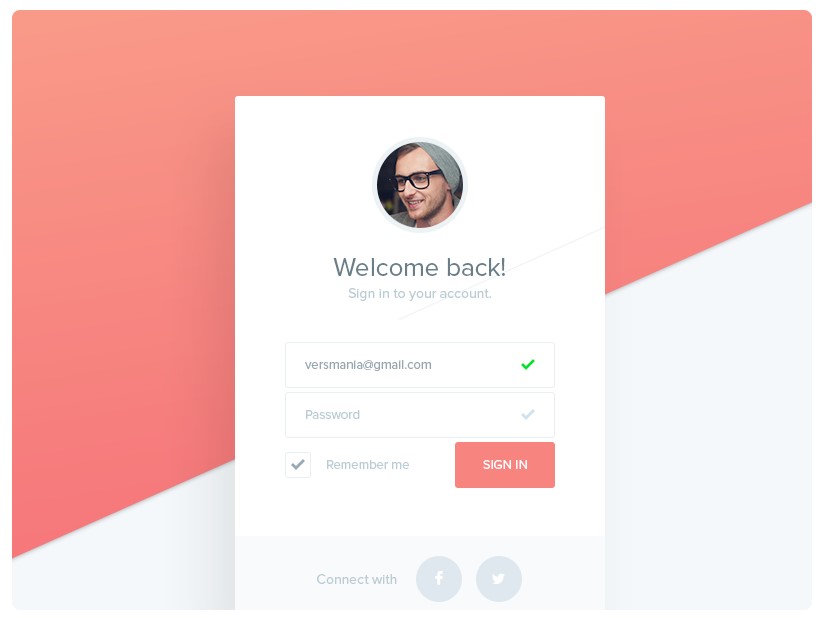 Welcome back!
Sign in to your account.
versmania@gmail.com
Password
Remember me
SIGN IN
Connect with